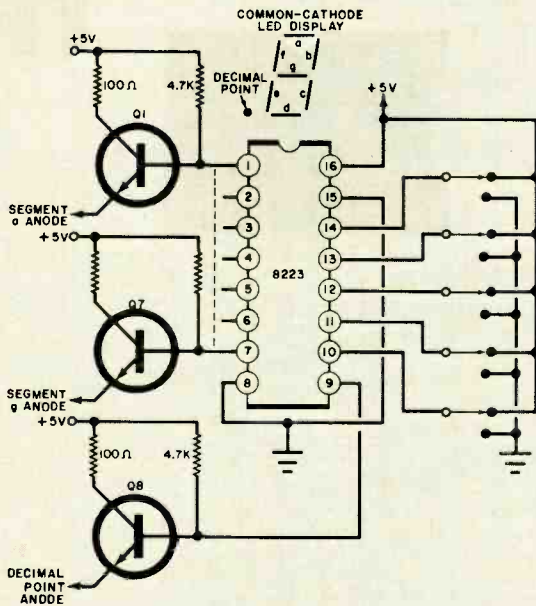 COMMON-CATHODE
LED DISPLAY
a
f b
g
e c
d
DECIMAL
POINT
+5V
100Ω
4.7K
Q1
SEGMENT
a ANODE
+5V
Q7
SEGMENT
g ANODE
+5V
100Ω
4.7K
Q8
DECIMAL
POINT
ANODE
1
2
3
4
5
6
7
8
8223
16
15
14
13
12
11
10
9
+5V